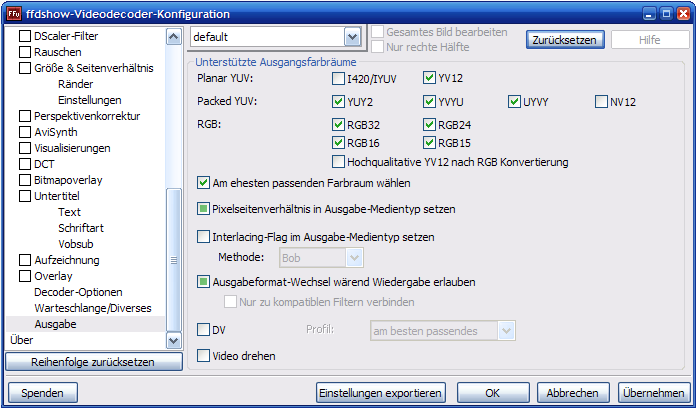 ffdshow-Videodecoder-Konfiguration
DScaler-Filter
Rauschen
Größe & Seitenverhältnis
Ränder
Einstellungen
Perspektivenkorrektur
AviSynth
Visualisierungen
DCT
Bitmapoverlay
Untertitel
Text
Schriftart
Vobsub
Aufzeichnung
Overlay
Decoder-Optionen
Warteschlange/Diverses
Ausgabe
Über
Reihenfolge zurücksetzen
default
Gesamtes Bild bearbeiten
Nur rechte Hälfte
Zurücksetzen
Hilfe
Unterstützte Ausgangsfarbräume
Planar YUV: I420/IYUV YV12
Packed YUV: YUY2 YVYU UYVY NV12
RGB: RGB32 RGB24
RGB16 RGB15
Hochqualitative YV12 nach RGB Konvertierung
Am ehesten passenden Farbraum wählen
Pixelseitenverhältnis in Ausgabe-Medientyp setzen
Interlacing-Flag im Ausgabe-Medientyp setzen
Methode: Bob
Ausgabeformat-Wechsel wärend Wiedergabe erlauben
Nur zu kompatiblen Filtern verbinden
DV Profil: am besten passendes
Video drehen
Spenden Einstellungen exportieren OK Abbrechen Übernehmen